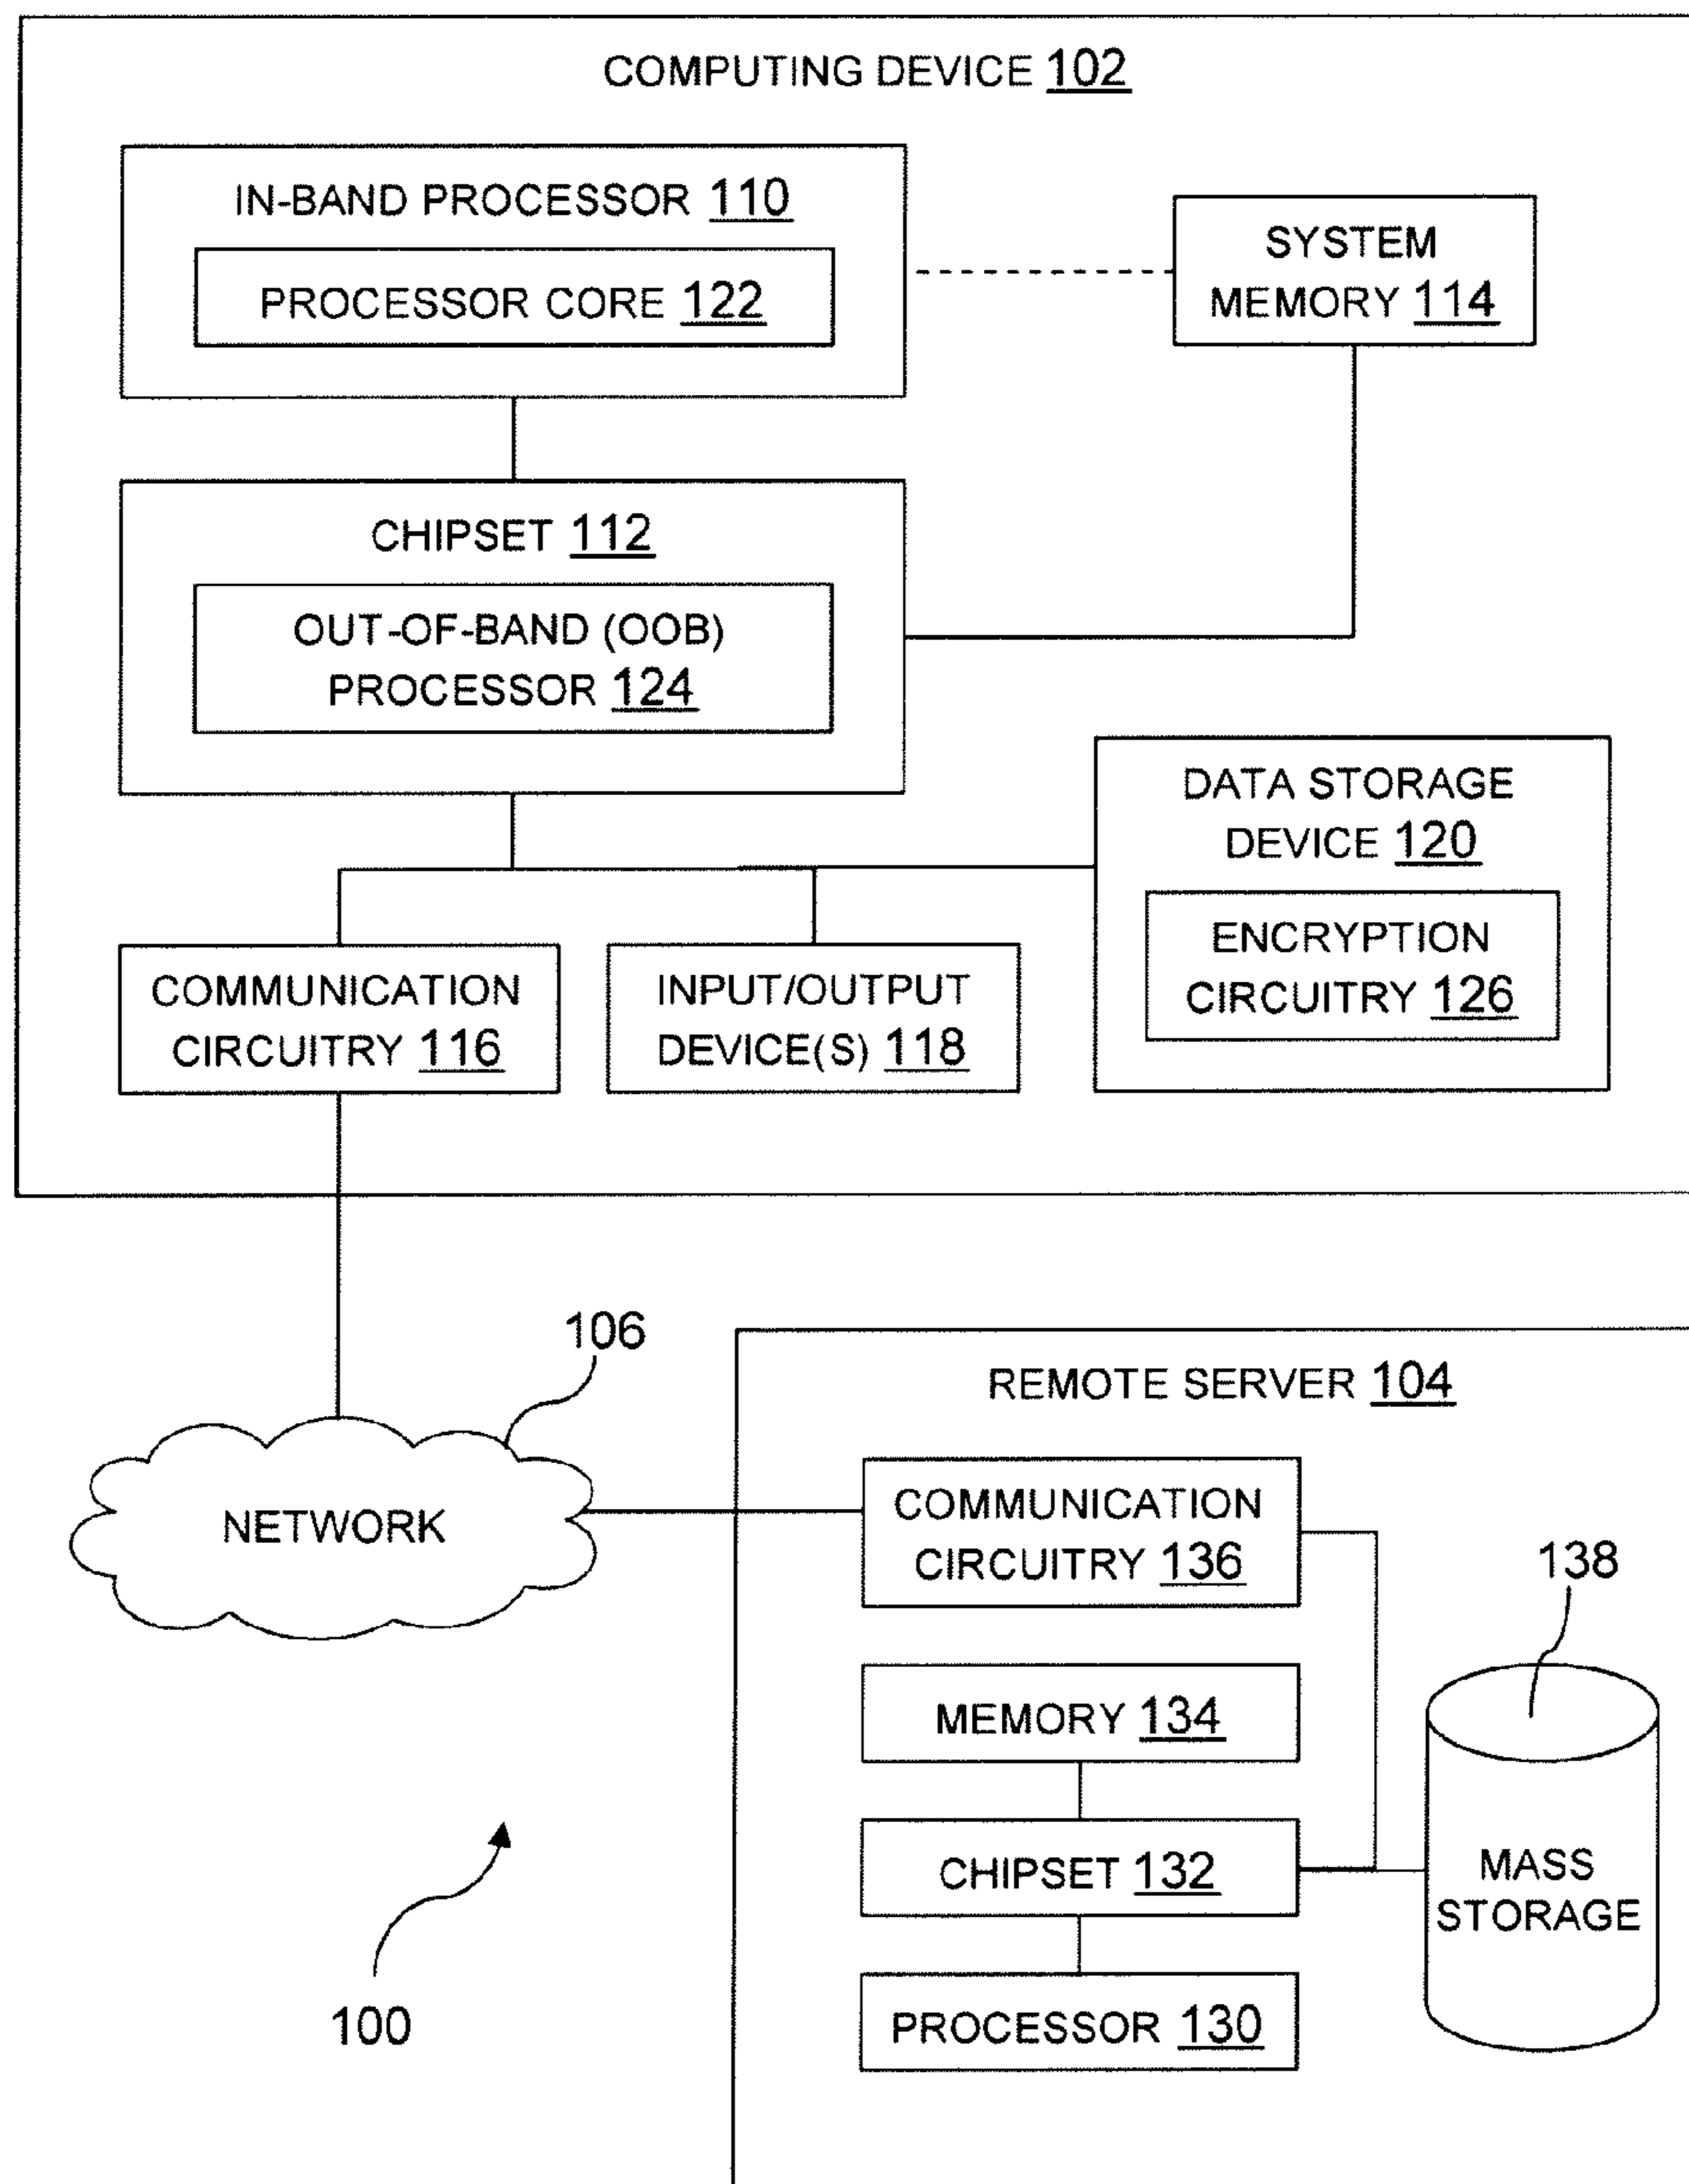 COMPUTING DEVICE 102
IN-BAND PROCESSOR 110
PROCESSOR CORE 122
SYSTEM
MEMORY 114
CHIPSET 112
OUT-OF-BAND (OOB)
PROCESSOR 124
DATA STORAGE
DEVICE 120
ENCRYPTION
CIRCUITRY 126
COMMUNICATION
CIRCUITRY 116
INPUT/OUTPUT
DEVICE(S) 118
106
NETWORK
REMOTE SERVER 104
COMMUNICATION
CIRCUITRY 136
138
MEMORY 134
CHIPSET 132
MASS
STORAGE
PROCESSOR 130
100